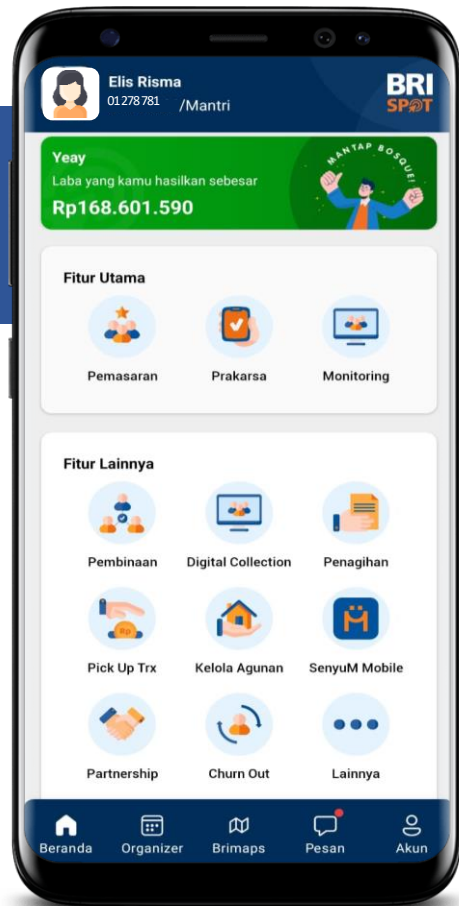 Elis Risma
01278781 /Mantri
BRI
SPOT
Yeay
Laba yang kamu hasilkan sebesar
Rp168.601.590
MANTAP BOSQUE!
Fitur Utama
Pemasaran Prakarsa Monitoring
Fitur Lainnya
Pembinaan Digital Collection Penagihan
Rp
Pick Up Trx Kelola Agunan SenyuM Mobile
Partnership Churn Out Lainnya
Beranda Organizer Brimaps Pesan Akun